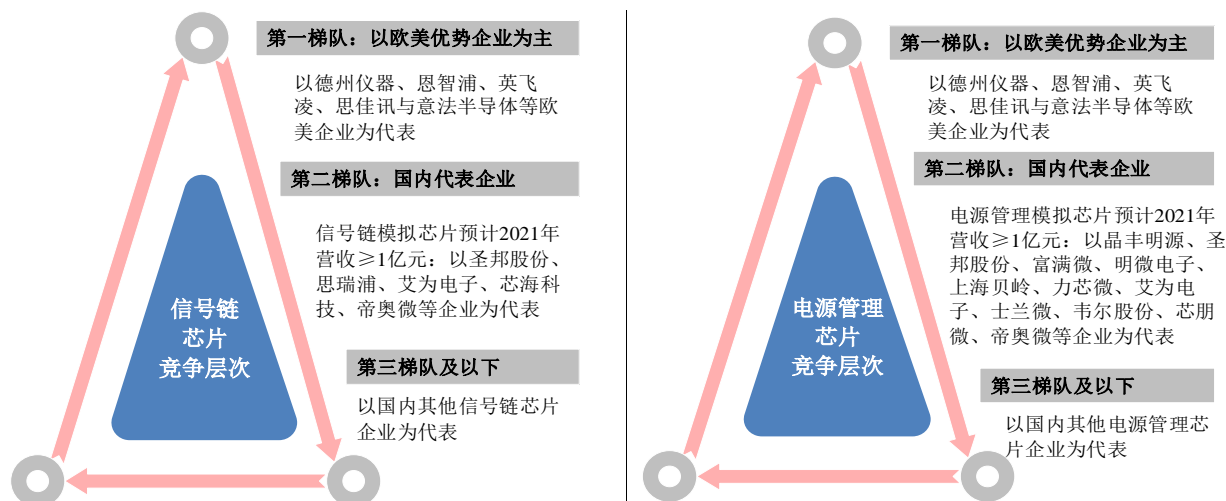 第一梯队：以欧美优势企业为主
以德州仪器、恩智浦、英飞
凌、思佳讯与意法半导体等欧
美企业为代表
第二梯队：国内代表企业
信号链模拟芯片预计2021年
营收≥1亿元：以圣邦股份、
思瑞浦、艾为电子、芯海科
技、帝奥微等企业为代表
信号链
芯片
竞争层次
第三梯队及以下
以国内其他信号链芯片
企业为代表
第一梯队：以欧美优势企业为主
以德州仪器、恩智浦、英飞
凌、思佳讯与意法半导体等欧
美企业为代表
第二梯队：国内代表企业
电源管理模拟芯片预计2021年
营收≥1亿元：以晶丰明源、圣
邦股份、富满微、明微电子、
上海贝岭、力芯微、艾为电
子、士兰微、韦尔股份、芯朋
微、帝奥微等企业为代表
电源管理
芯片
竞争层次
第三梯队及以下
以国内其他电源管理芯
片企业为代表